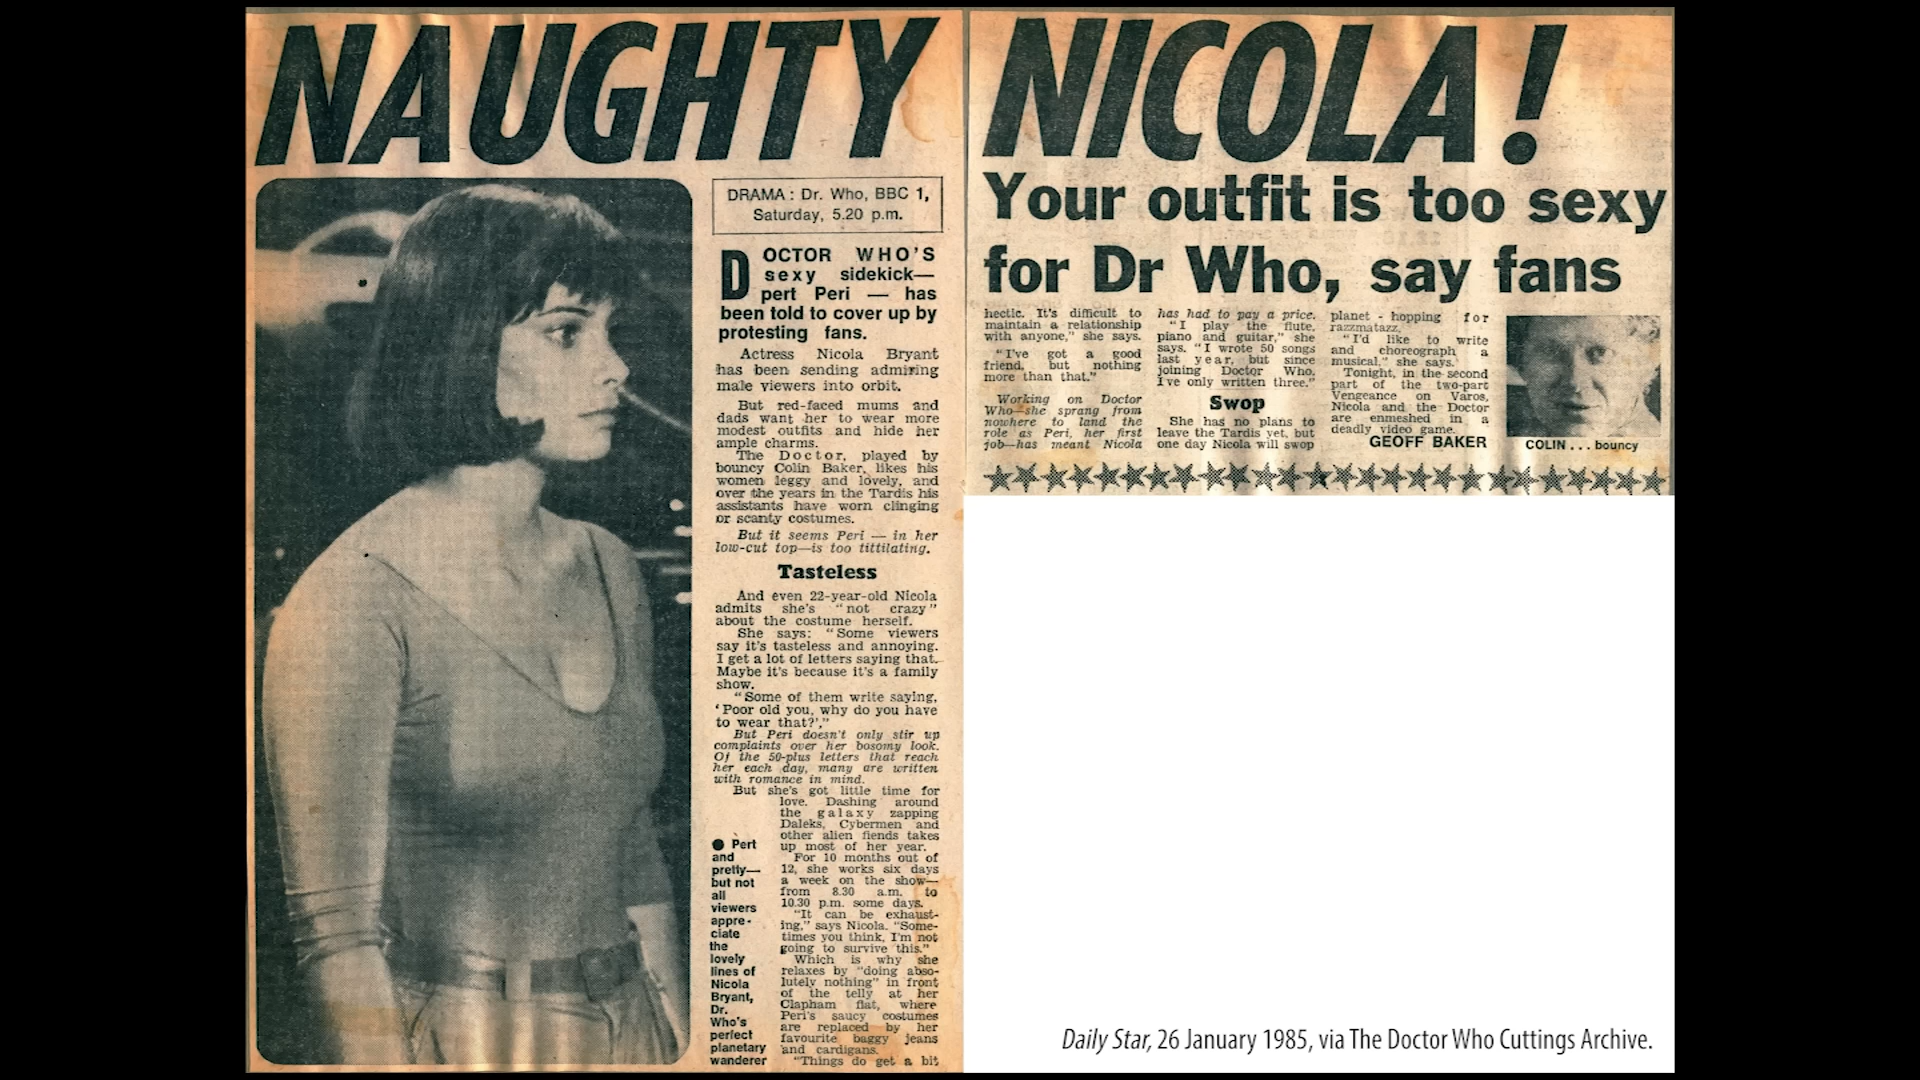 NAUGHTY NICOLA!
DRAMA : Dr. Who, BBC 1,
Saturday, 5.20 p.m.
DOCTOR WHO'S
sexy sidekick—
pert Peri — has
been told to cover up by
protesting fans.
Actress Nicola Bryant
has been sending admiring
male viewers into orbit.
But red-faced mums and
dads want her to wear more
modest outfits and hide her
ample charms.
The Doctor, played by
bouncy Colin Baker, likes his
women leggy and lovely, and
over the years in the Tardis his
assistants have worn clinging
or scanty costumes.
But it seems Peri — in her
low-cut top—is too tittilating.
Tasteless
And even 22-year-old Nicola
admits she's "not crazy"
about the costume herself.
She says: "Some viewers
say it's tasteless and annoying.
I get a lot of letters saying that.
Maybe it's because it's a family
show.
"Some of them write saying,
'Poor old you, why do you have
to wear that?'."
But Peri doesn't only stir up
complaints over her bosomy look.
Of the 50-plus letters that reach
her each day, many are written
with romance in mind.
But she's got little time for
love. Dashing around
the galaxy zapping
Daleks, Cybermen and
other alien fiends takes
up most of her year.
For 10 months out of
12, she works six days
a week on the show—
from 8.30 a.m. to
10.30 p.m. some days.
"It can be exhaust-
ing," says Nicola. "Some-
times you think, I'm not
going to survive this."
Which is why she
relaxes by "doing abso-
lutely nothing" in front
of the telly at her
Clapham flat, where
Peri's saucy costumes
are replaced by her
favourite baggy jeans
and cardigans.
"Things do get a bit
● Pert
and
pretty—
but not
all
viewers
appre-
ciate
the
lovely
lines of
Nicola
Bryant,
Dr.
Who's
perfect
planetary
wanderer
Your outfit is too sexy
for Dr Who, say fans
hectic. It's difficult to
maintain a relationship
with anyone," she says.
"I've got a good
friend, but nothing
more than that."
Working on Doctor
Who—she sprang from
nowhere to land the
role as Peri, her first
job—has meant Nicola
has had to pay a price.
"I play the flute,
piano and guitar," she
says. "I wrote 50 songs
last year, but since
joining Doctor Who,
I've only written three."
Swop
She has no plans to
leave the Tardis yet, but
one day Nicola will swop
planet-hopping for
razzmatazz.
"I'd like to write
and choreograph a
musical," she says.
Tonight, in the second
part of the two-part
Vengeance on Varos,
Nicola and the Doctor
are enmeshed in a
deadly video game.
GEOFF BAKER
COLIN . . . bouncy
Daily Star, 26 January 1985, via The Doctor Who Cuttings Archive.